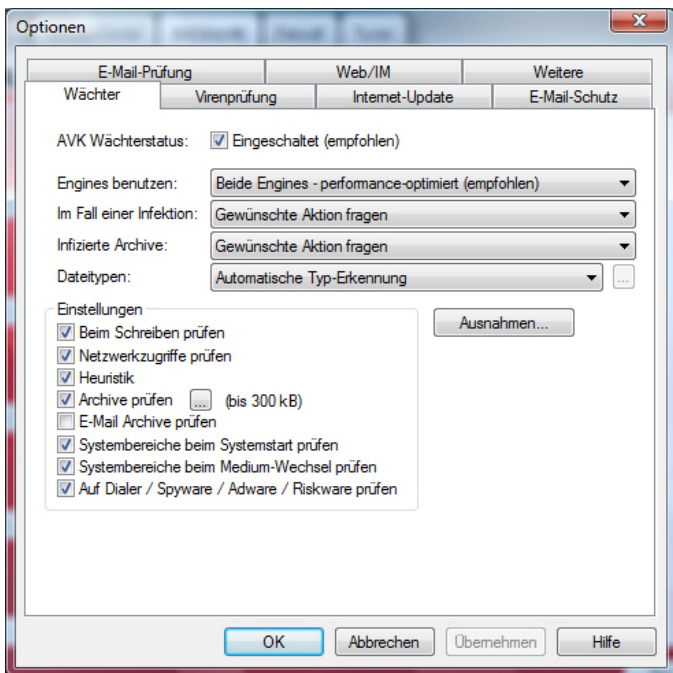 Optionen
E-Mail-Prüfung Web/IM Weitere
Wächter Virenprüfung Internet-Update E-Mail-Schutz
AVK Wächterstatus: Eingeschaltet (empfohlen)
Engines benutzen: Beide Engines - performance-optimiert (empfohlen)
Im Fall einer Infektion: Gewünschte Aktion fragen
Infizierte Archive: Gewünschte Aktion fragen
Dateitypen: Automatische Typ-Erkennung ...
Einstellungen
Ausnahmen...
Beim Schreiben prüfen
Netzwerkzugriffe prüfen
Heuristik
Archive prüfen ... (bis 300 kB)
E-Mail Archive prüfen
Systembereiche beim Systemstart prüfen
Systembereiche beim Medium-Wechsel prüfen
Auf Dialer / Spyware / Adware / Riskware prüfen
OK Abbrechen Übernehmen Hilfe